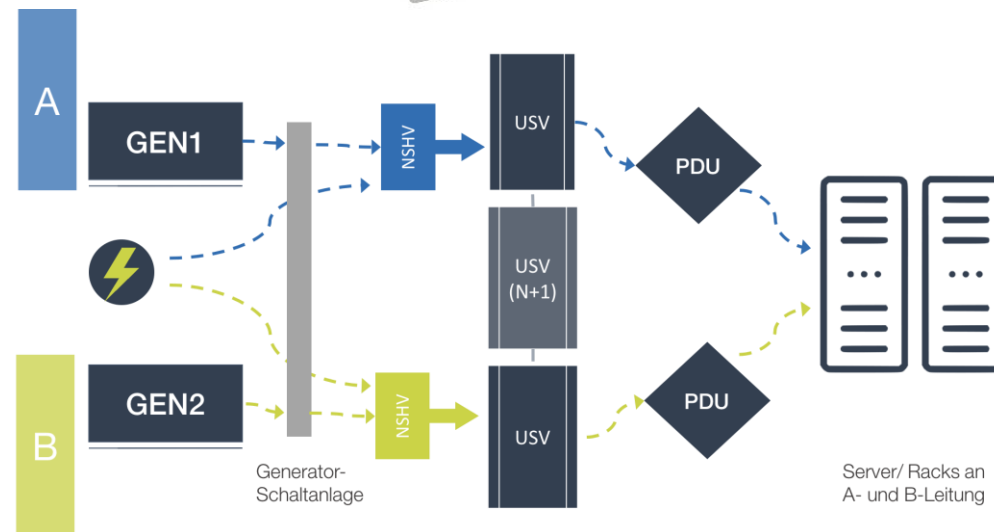 A
GEN1
NSHV
USV
PDU
USV
(N+1)
B
GEN2
NSHV
USV
PDU
Generator-
Schaltanlage
Server/ Racks an
A- und B-Leitung